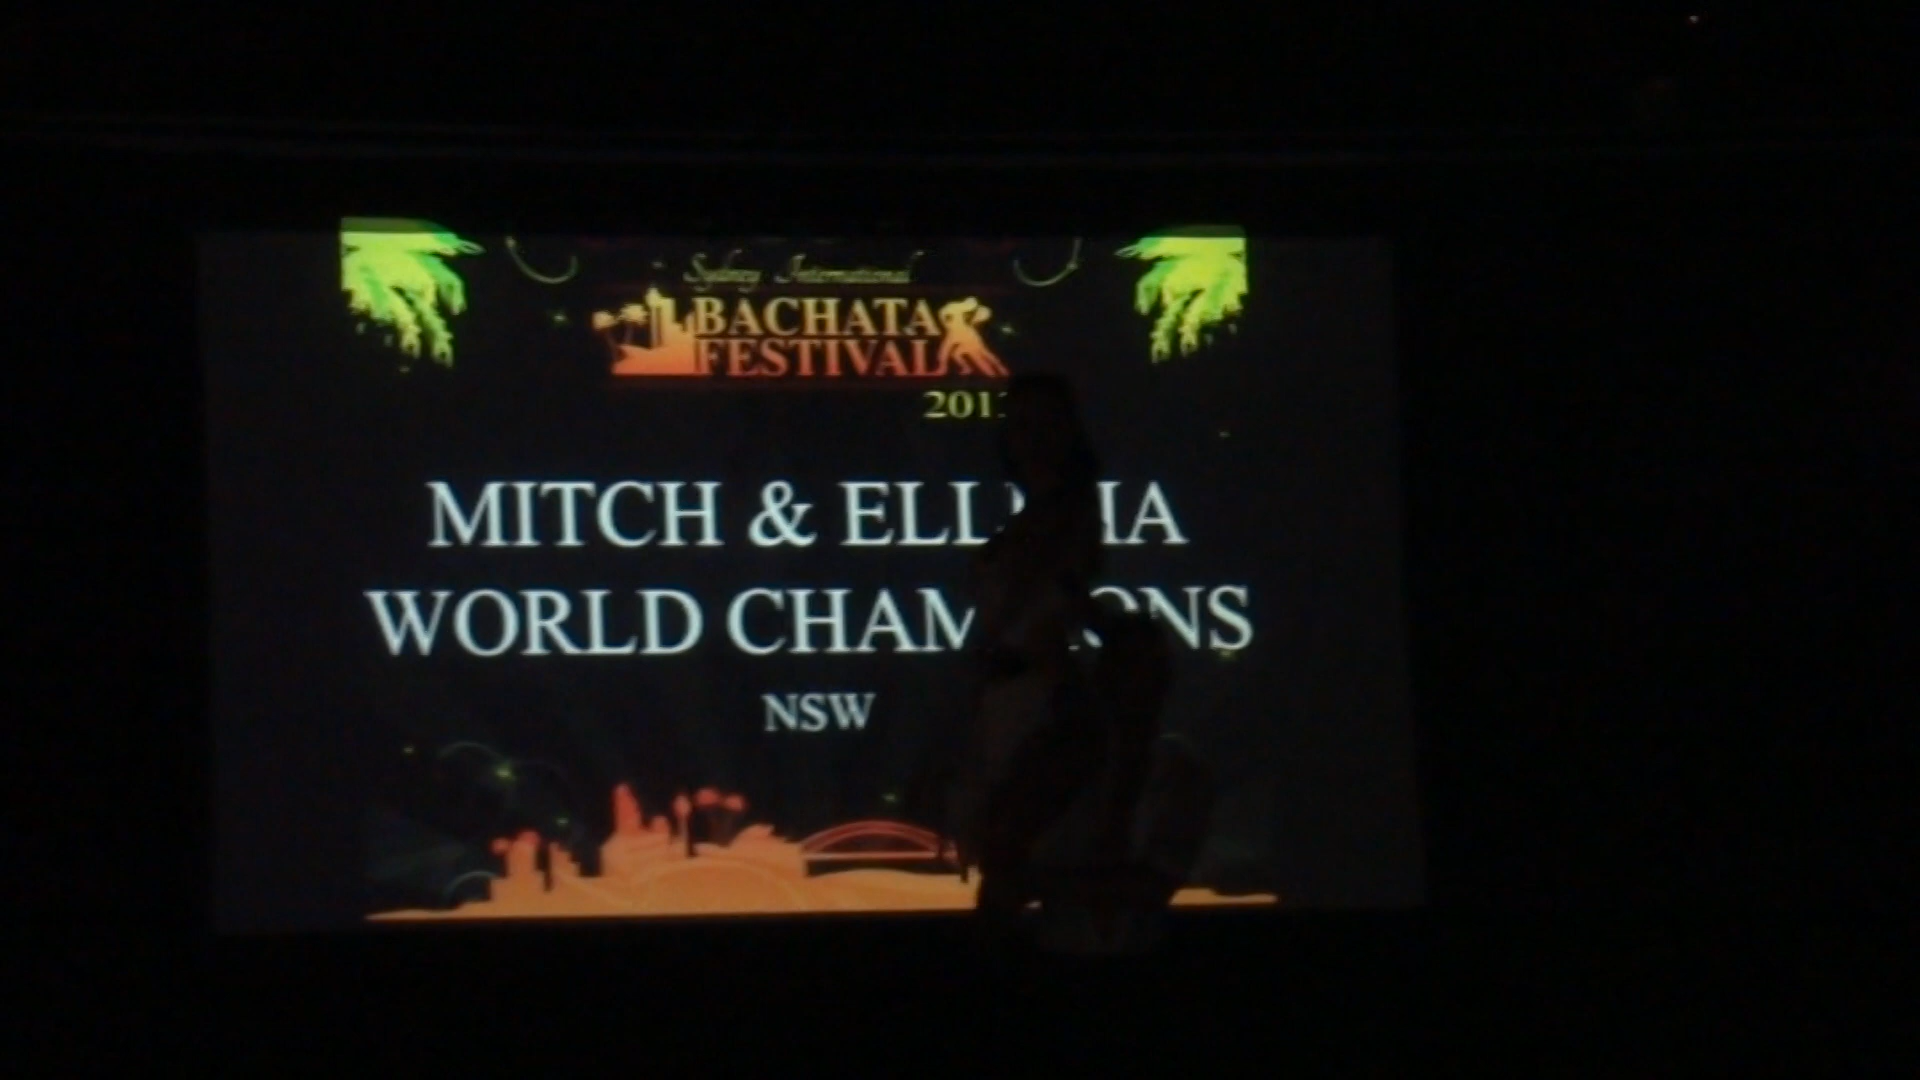 Sydney International
BACHATA
FESTIVAL
MITCH &
WORLD
NSW